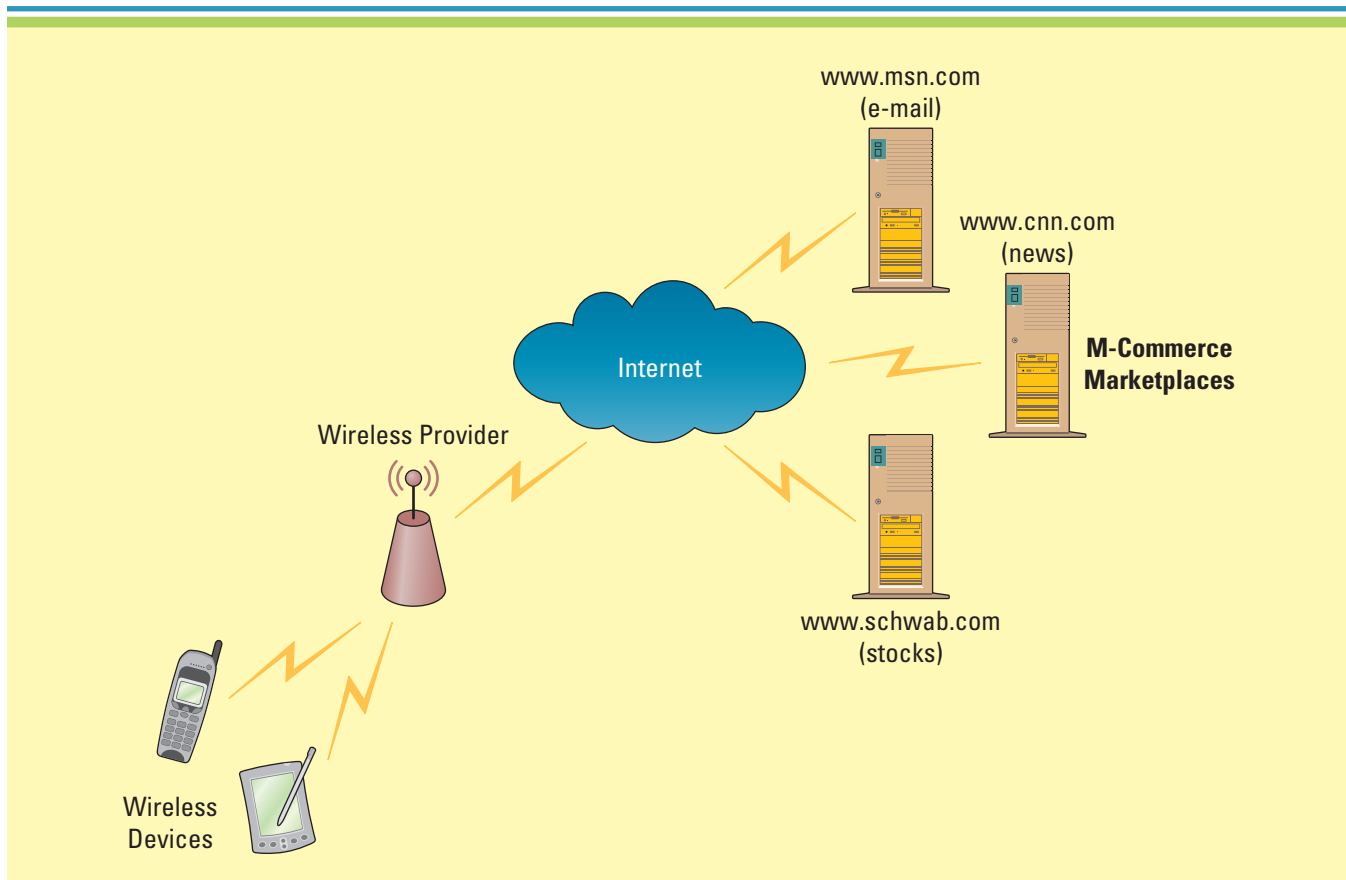 www.msn.com
(e-mail)
www.cnn.com
(news)
M-Commerce
Marketplaces
Internet
Wireless Provider
www.schwab.com
(stocks)
Wireless
Devices